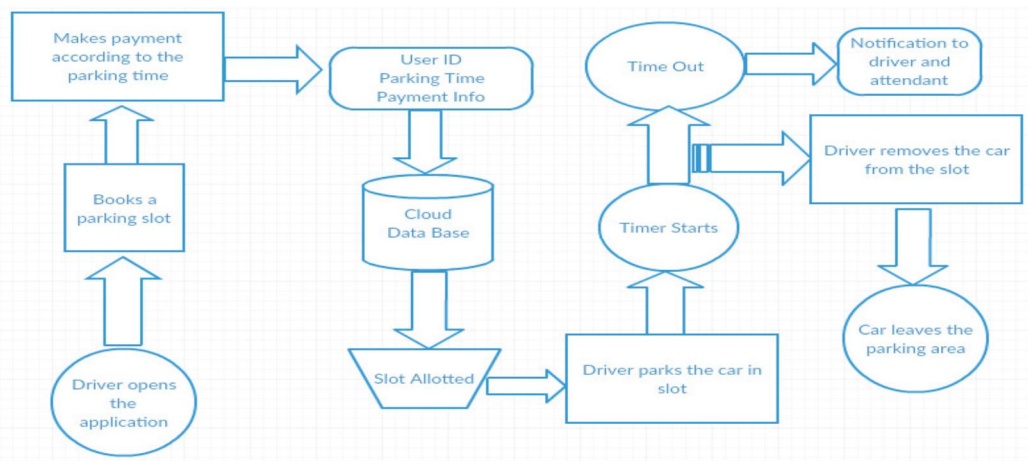 Makes payment
according to the
parking time
User ID
Parking Time
Payment Info
Time Out
Notification to
driver and
attendant
Driver removes the car
from the slot
Books a
parking slot
Cloud
Data Base
Timer Starts
Car leaves the
parking area
Driver opens
the
application
Slot Allotted
Driver parks the car in
slot